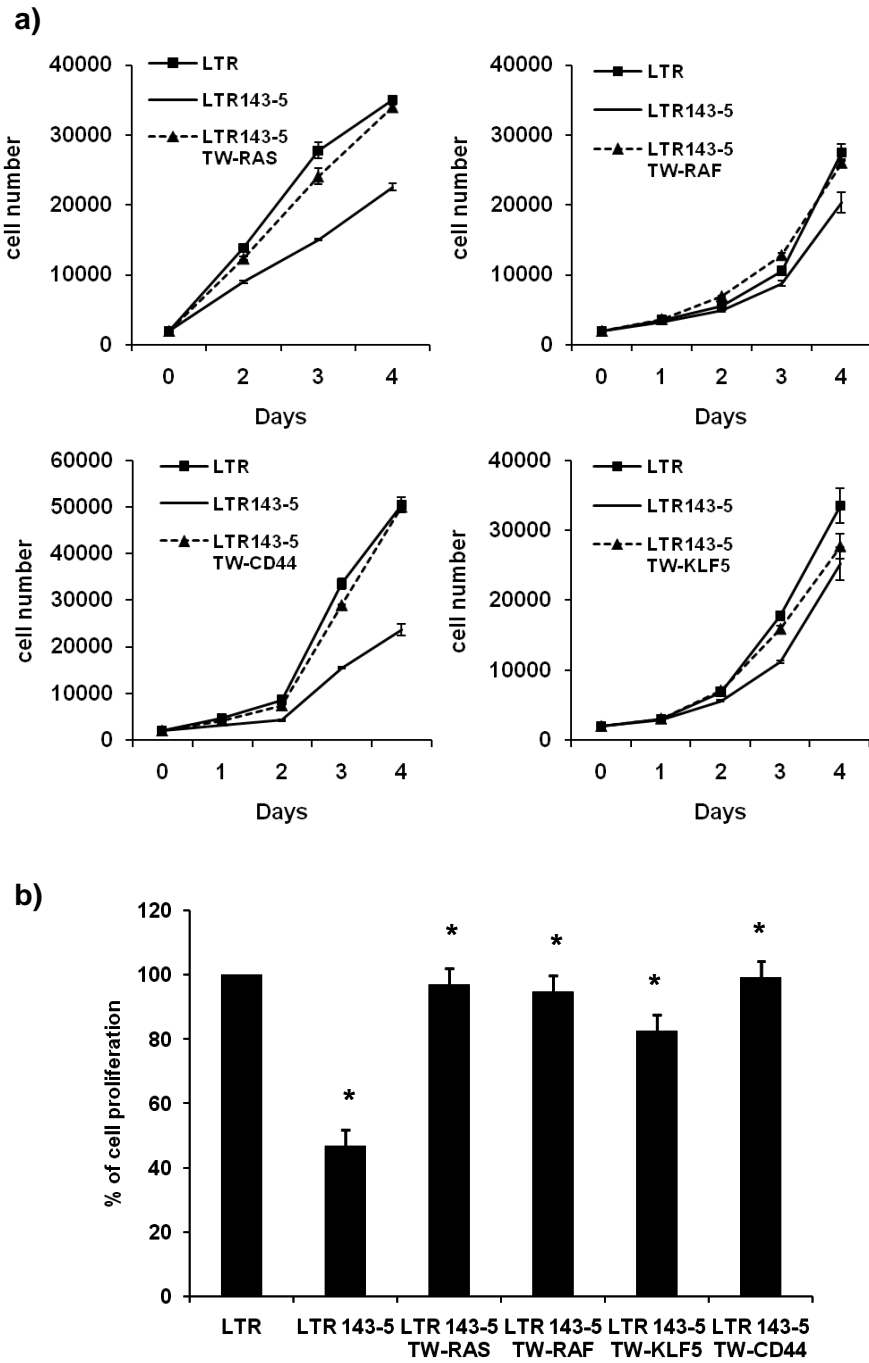 a)
40000
30000
20000
10000
0
cell number
LTR
LTR143-5
LTR143-5
TW-RAS
0 2 3 4
Days
40000
30000
20000
10000
0
cell number
LTR
LTR143-5
LTR143-5
TW-RAF
0 1 2 3 4
Days
60000
50000
40000
30000
20000
10000
0
cell number
LTR
LTR143-5
LTR143-5
TW-CD44
0 1 2 3 4
Days
40000
30000
20000
10000
0
cell number
LTR
LTR143-5
LTR143-5
TW-KLF5
0 1 2 3 4
Days
b)
120
100
80
60
40
20
0
% of cell proliferation
* * * * *
LTR
LTR 143-5
LTR 143-5
TW-RAS
LTR 143-5
TW-RAF
LTR 143-5
TW-KLF5
LTR 143-5
TW-CD44